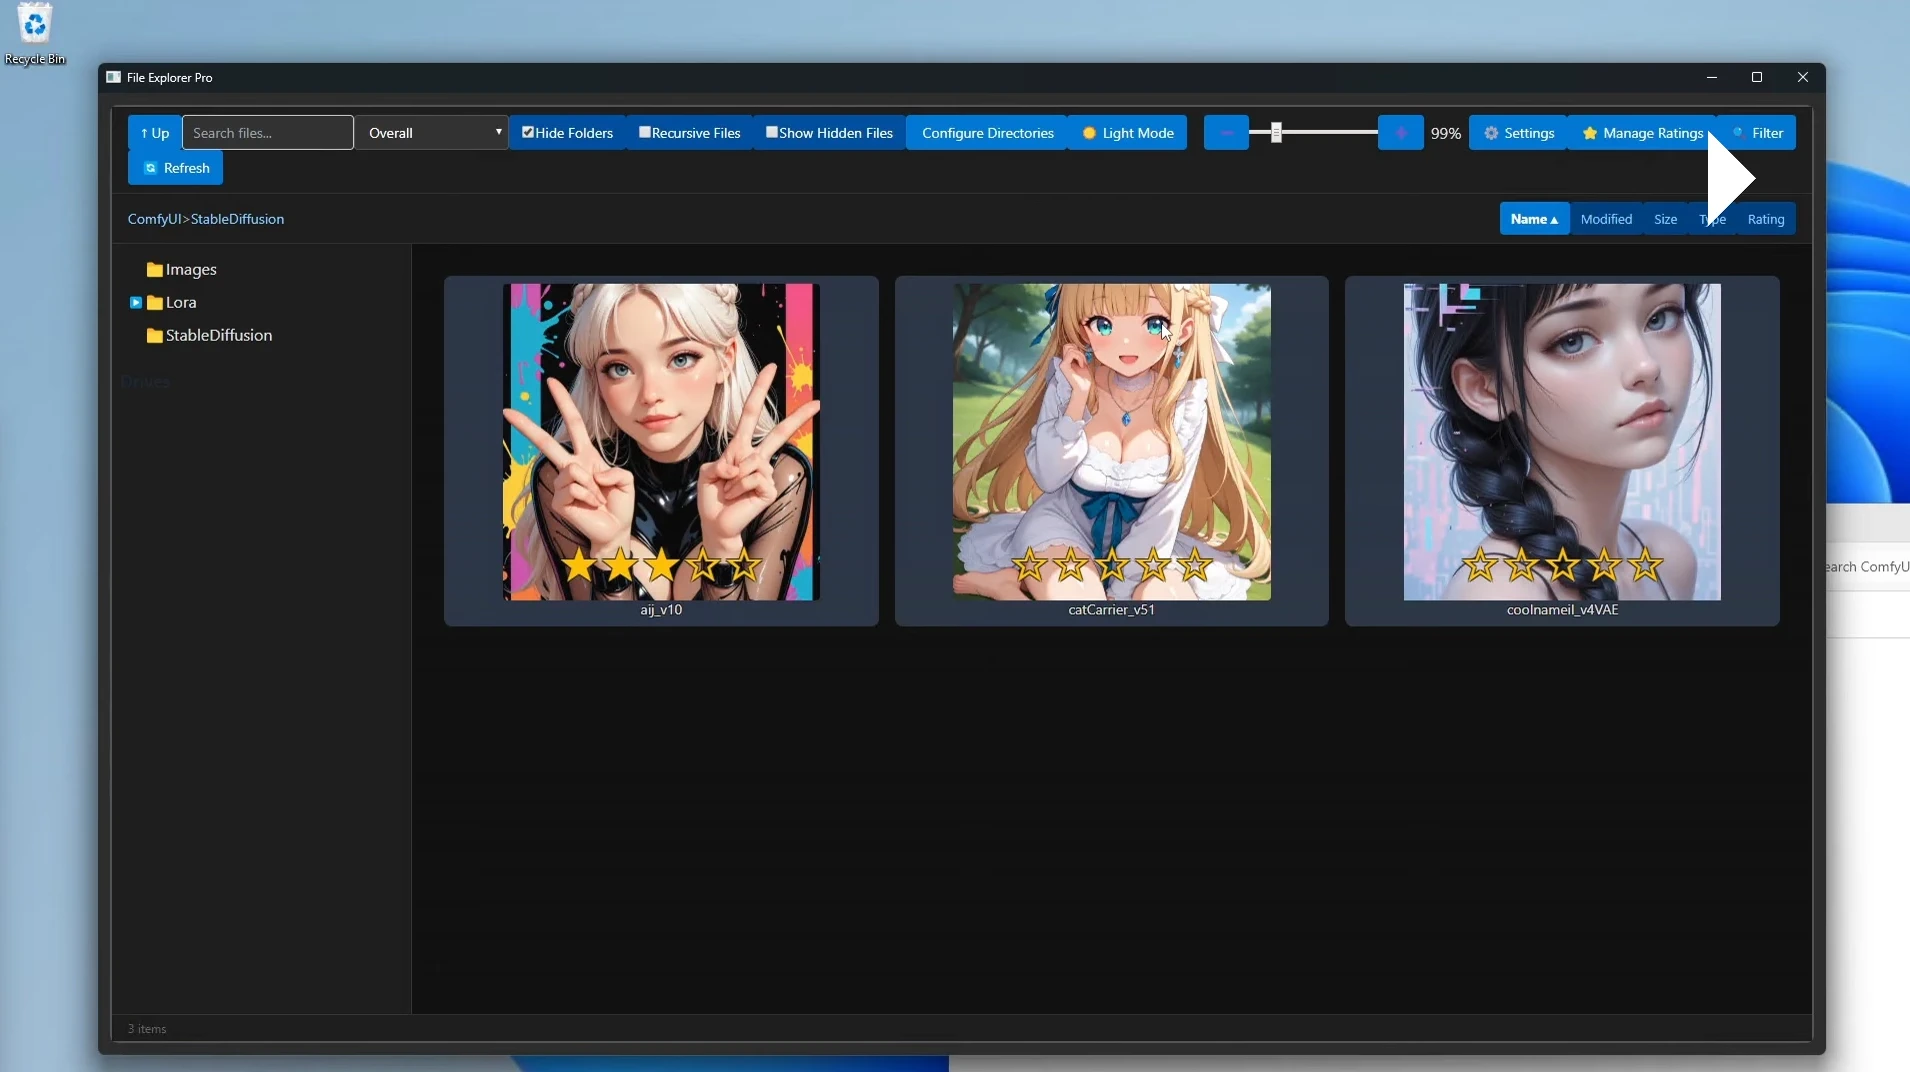 Recycle Bin
File Explorer Pro
↑ Up
Search files...
Overall
Hide Folders
Recursive Files
Show Hidden Files
Configure Directories
Light Mode
99%
Settings
Manage Ratings
Filter
Refresh
ComfyUI>StableDiffusion
Name▲
Modified
Size
Type
Rating
Images
Lora
StableDiffusion
Drives
aij_v10
catCarrier_v51
coolnameil_v4VAE
3 items